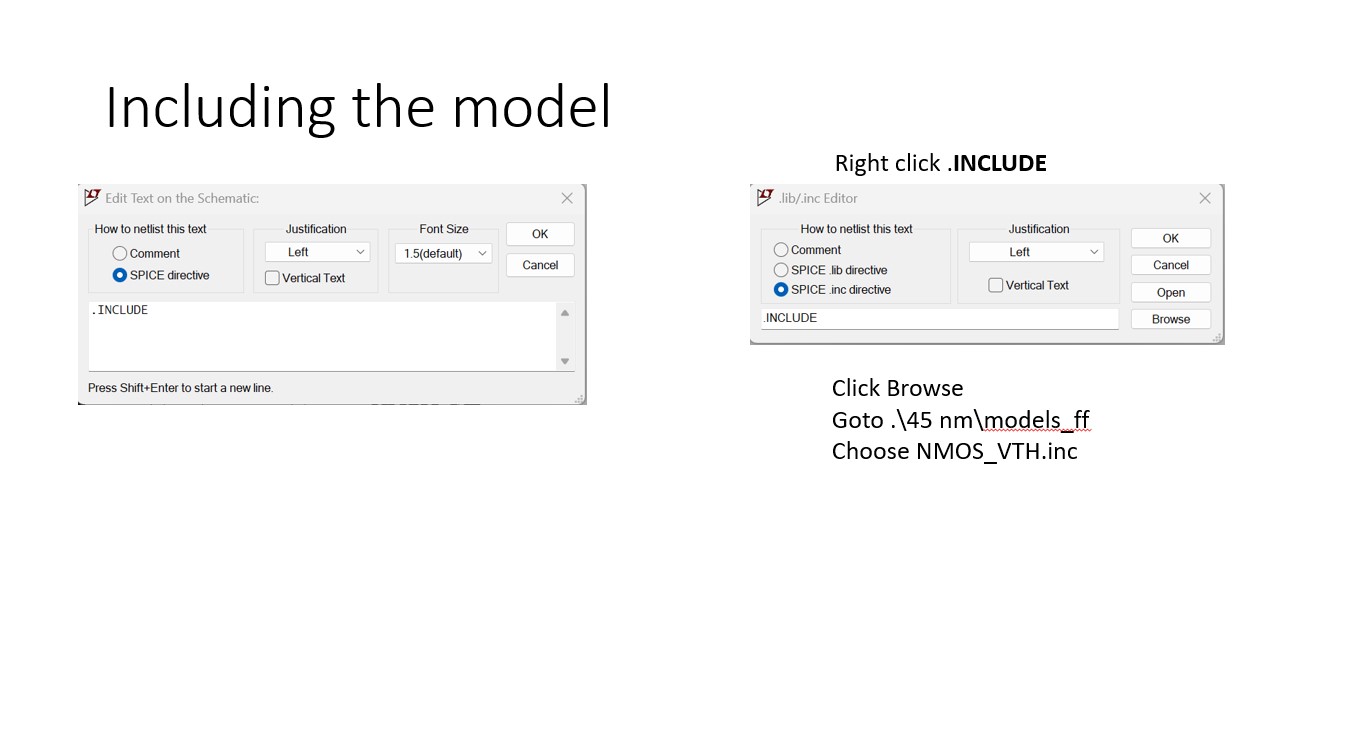 Including the model
Edit Text on the Schematic:
How to netlist this text
Comment
SPICE directive
Justification
Left
Vertical Text
Font Size
1.5(default)
OK
Cancel
.INCLUDE
Press Shift+Enter to start a new line.
Right click .INCLUDE
.lib/.inc Editor
How to netlist this text
Comment
SPICE .lib directive
SPICE .inc directive
Justification
Left
Vertical Text
OK
Cancel
Open
Browse
.INCLUDE
Click Browse
Goto .\45 nm\models_ff
Choose NMOS_VTH.inc